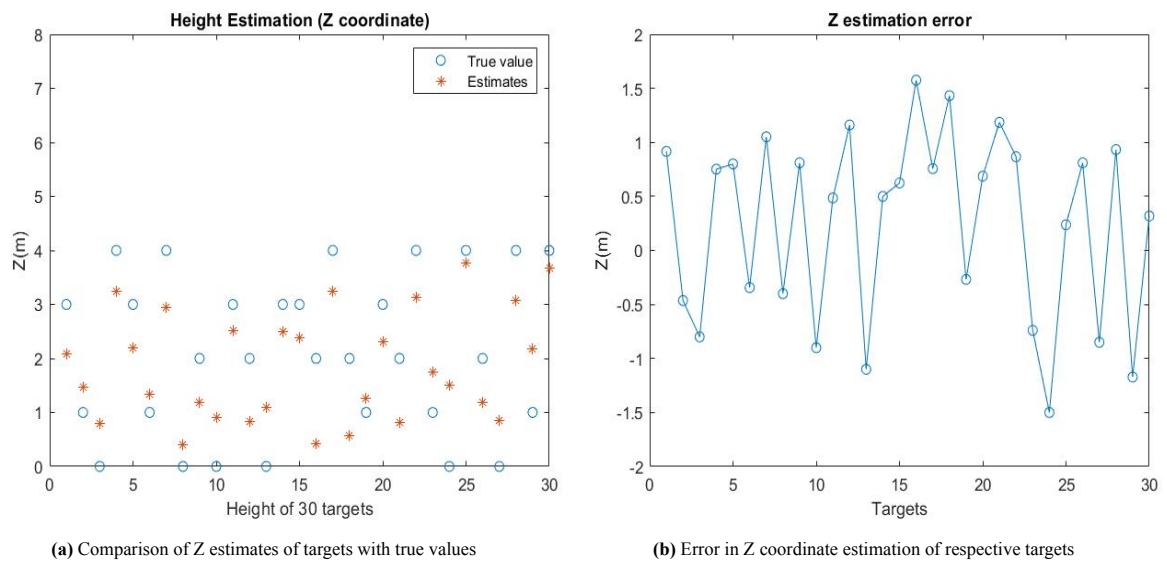 Height Estimation (Z coordinate)
8
7
6
5
4
3
2
1
0
Z(m)
True value
Estimates
0 5 10 15 20 25 30
Height of 30 targets
(a) Comparison of Z estimates of targets with true values
Z estimation error
2
1.5
1
0.5
0
-0.5
-1
-1.5
-2
Z(m)
0 5 10 15 20 25 30
Targets
(b) Error in Z coordinate estimation of respective targets